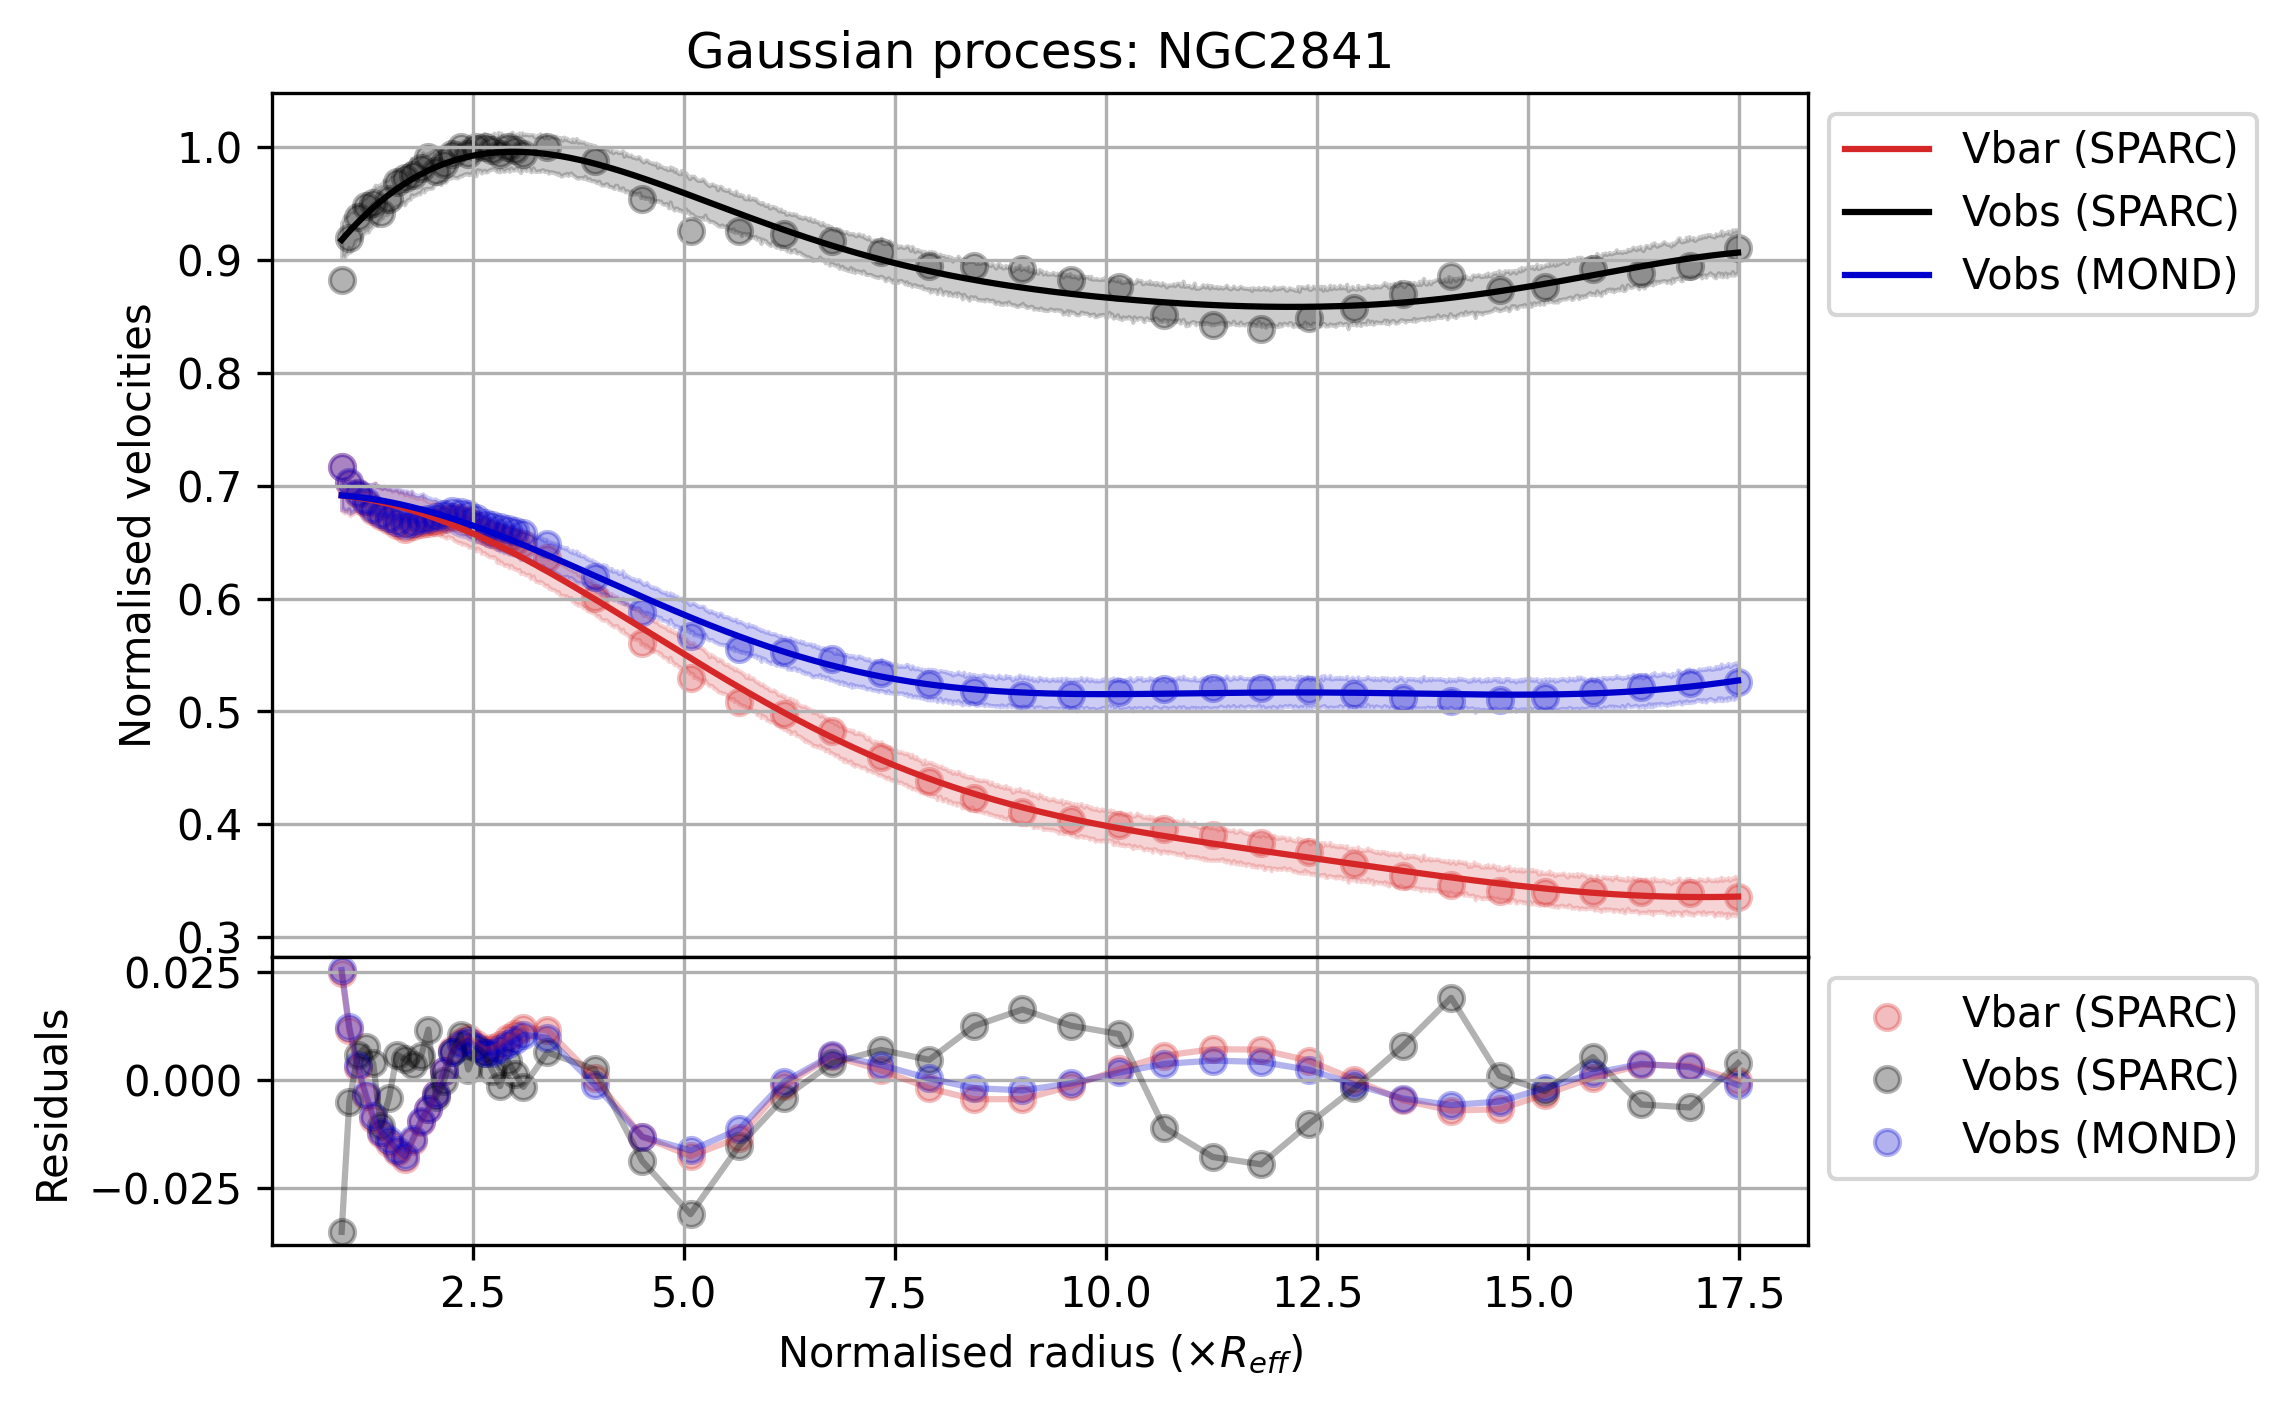 Gaussian process: NGC2841
Normalised velocities
1.0
0.9
0.8
0.7
0.6
0.5
0.4
0.3
Vbar (SPARC)
Vobs (SPARC)
Vobs (MOND)
Residuals
0.025
0.000
−0.025
Vbar (SPARC)
Vobs (SPARC)
Vobs (MOND)
2.5 5.0 7.5 10.0 12.5 15.0 17.5
Normalised radius (×R_eff)